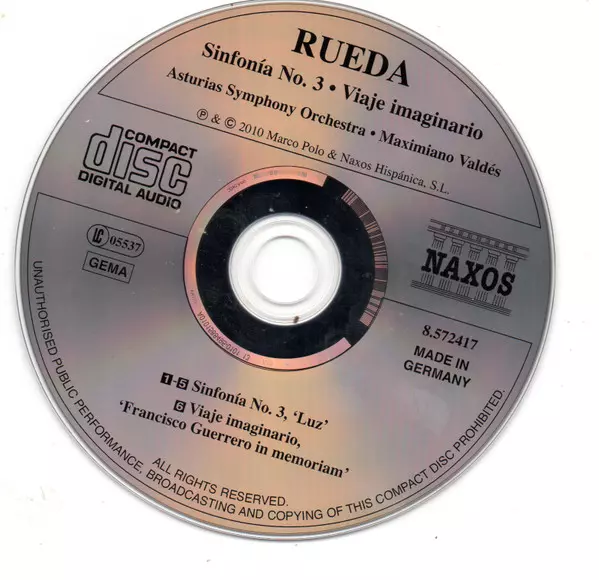 RUEDA
Sinfonía No. 3 • Viaje imaginario
Asturias Symphony Orchestra • Maximiano Valdés
℗ & © 2010 Marco Polo & Naxos Hispánica, S.L.
COMPACT
disc
DIGITAL AUDIO
LC 05537
GEMA
NAXOS
8.572417
MADE IN
GERMANY
1-5 Sinfonía No. 3, ‘Luz’
6 Viaje imaginario,
‘Francisco Guerrero in memoriam’
ALL RIGHTS RESERVED.
UNAUTHORISED PUBLIC PERFORMANCE, BROADCASTING AND COPYING OF THIS COMPACT DISC PROHIBITED.